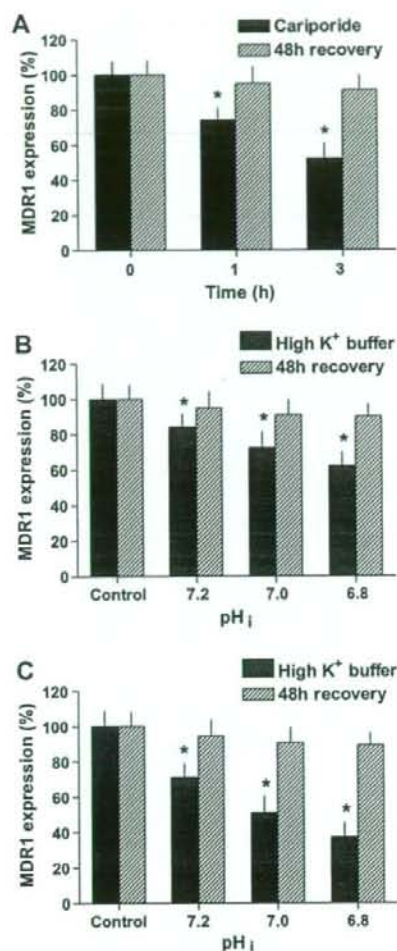 A
Cariporide
48h recovery
MDR1 expression (%)
120
100
80
60
40
20
0
*
*
0 1 3
Time (h)
B
High K+ buffer
48h recovery
MDR1 expression (%)
120
100
80
60
40
20
0
*
*
*
Control 7.2 7.0 6.8
pHi
C
High K+ buffer
48h recovery
MDR1 expression (%)
120
100
80
60
40
20
0
*
*
*
Control 7.2 7.0 6.8
pHi